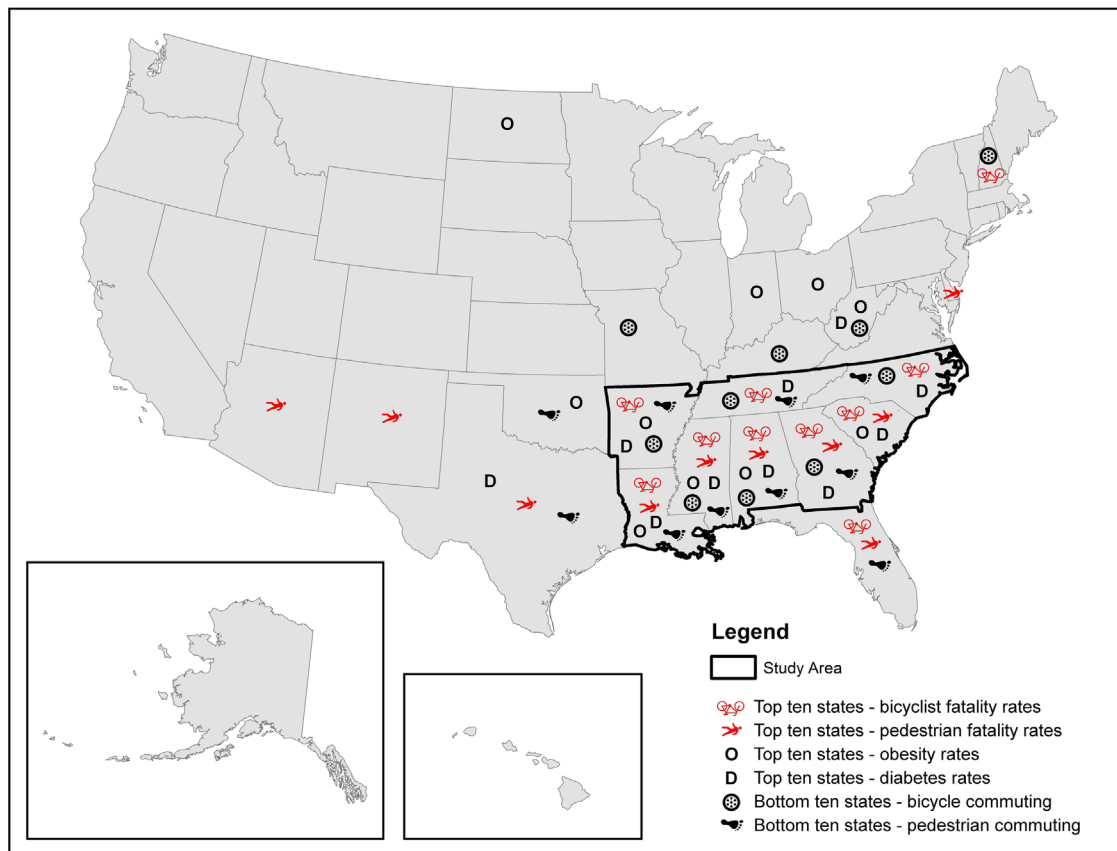 O
O
O
O
D
O
D
D
D
O
D
O
D
O
D
O
D
D
D
O
Legend
Study Area
Top ten states - bicyclist fatality rates
Top ten states - pedestrian fatality rates
O Top ten states - obesity rates
D Top ten states - diabetes rates
Bottom ten states - bicycle commuting
Bottom ten states - pedestrian commuting